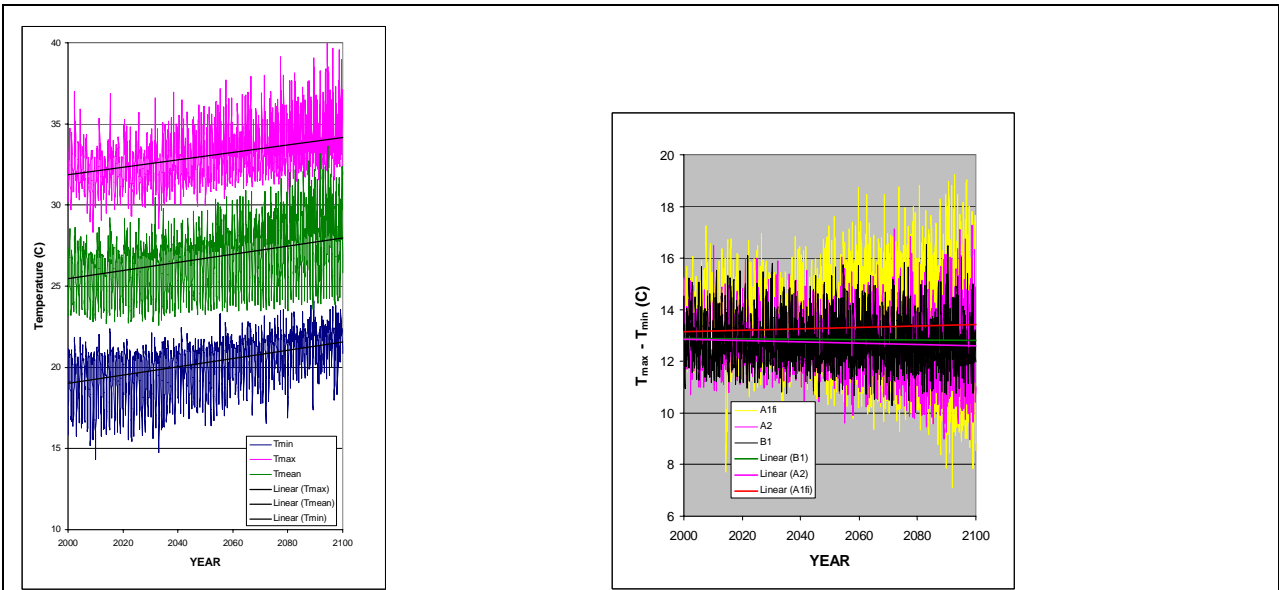 40
35
30
25
20
15
10
Temperature (C)
Tmin
Tmax
Tmean
Linear (Tmax)
Linear (Tmean)
Linear (Tmin)
2000 2020 2040 2060 2080 2100
YEAR
20
18
16
14
12
10
8
6
Tmax - Tmin (C)
A1fi
A2
B1
Linear (B1)
Linear (A2)
Linear (A1fi)
2000 2020 2040 2060 2080 2100
YEAR